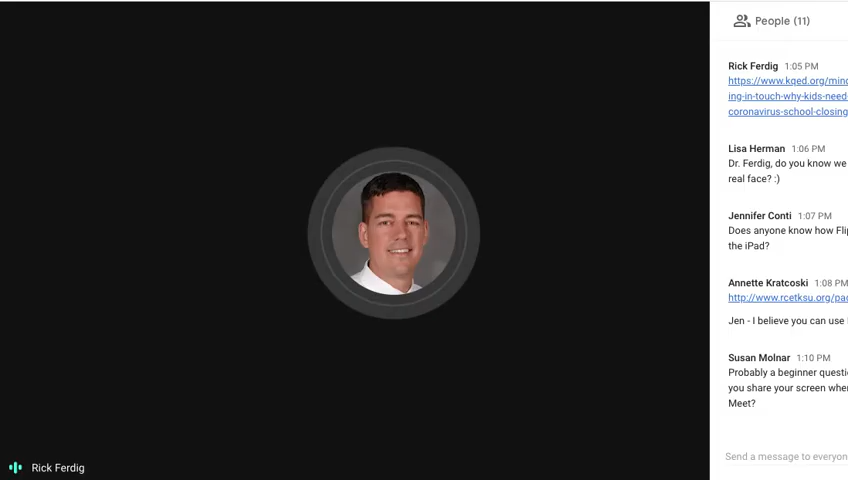 People (11)
Rick Ferdig 1:05 PM
https://www.kqed.org/mind
ing-in-touch-why-kids-need-
coronavirus-school-closing
Lisa Herman 1:06 PM
Dr. Ferdig, do you know we
real face? :)
Jennifer Conti 1:07 PM
Does anyone know how Flip
the iPad?
Annette Kratcoski 1:08 PM
http://www.rcetksu.org/pad
Jen - I believe you can use
Susan Molnar 1:10 PM
Probably a beginner questi
you share your screen when
Meet?
Send a message to everyon
Rick Ferdig